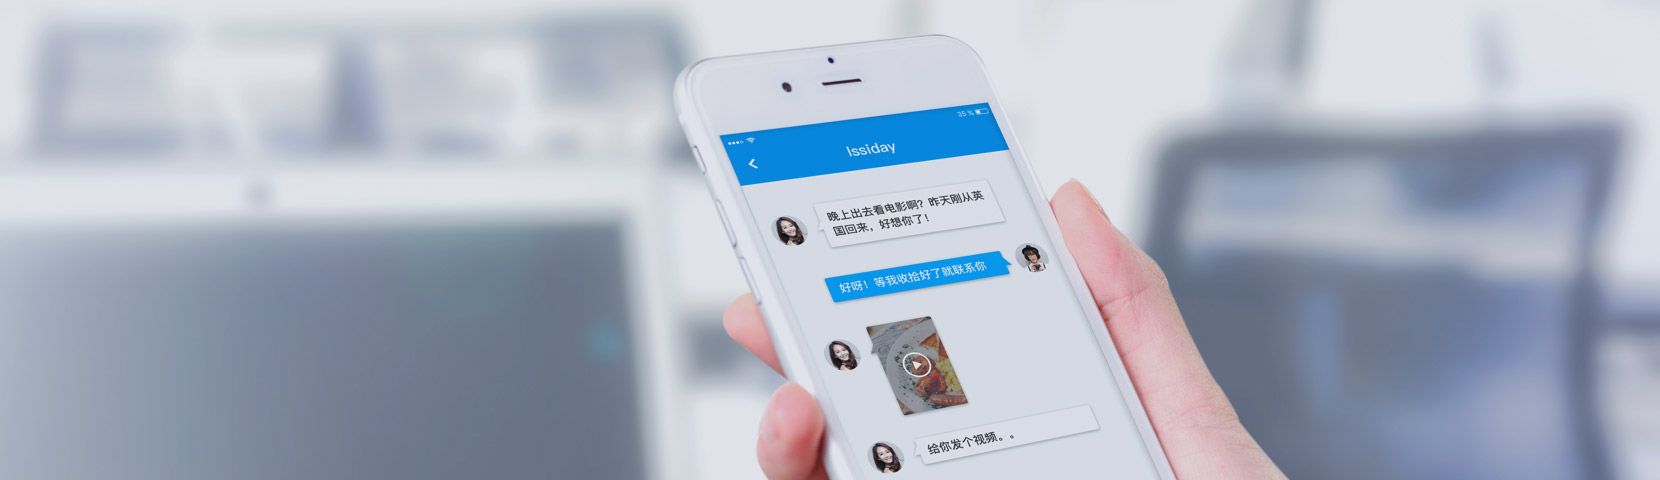 35 %
Issiday
晚上出去看电影啊？昨天刚从英
国回来，好想你了！
好呀！等我收拾好了就联系你
给你发个视频。。